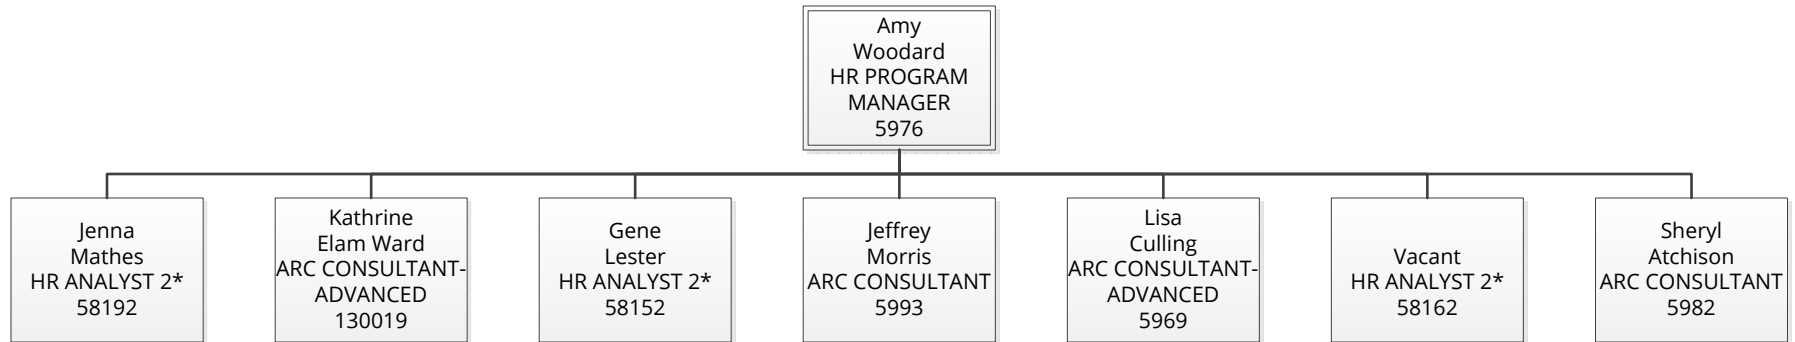 Amy
Woodard
HR PROGRAM
MANAGER
5976
Jenna
Mathes
HR ANALYST 2*
58192
Kathrine
Elam Ward
ARC CONSULTANT-
ADVANCED
130019
Gene
Lester
HR ANALYST 2*
58152
Jeffrey
Morris
ARC CONSULTANT
5993
Lisa
Culling
ARC CONSULTANT-
ADVANCED
5969
Vacant
HR ANALYST 2*
58162
Sheryl
Atchison
ARC CONSULTANT
5982